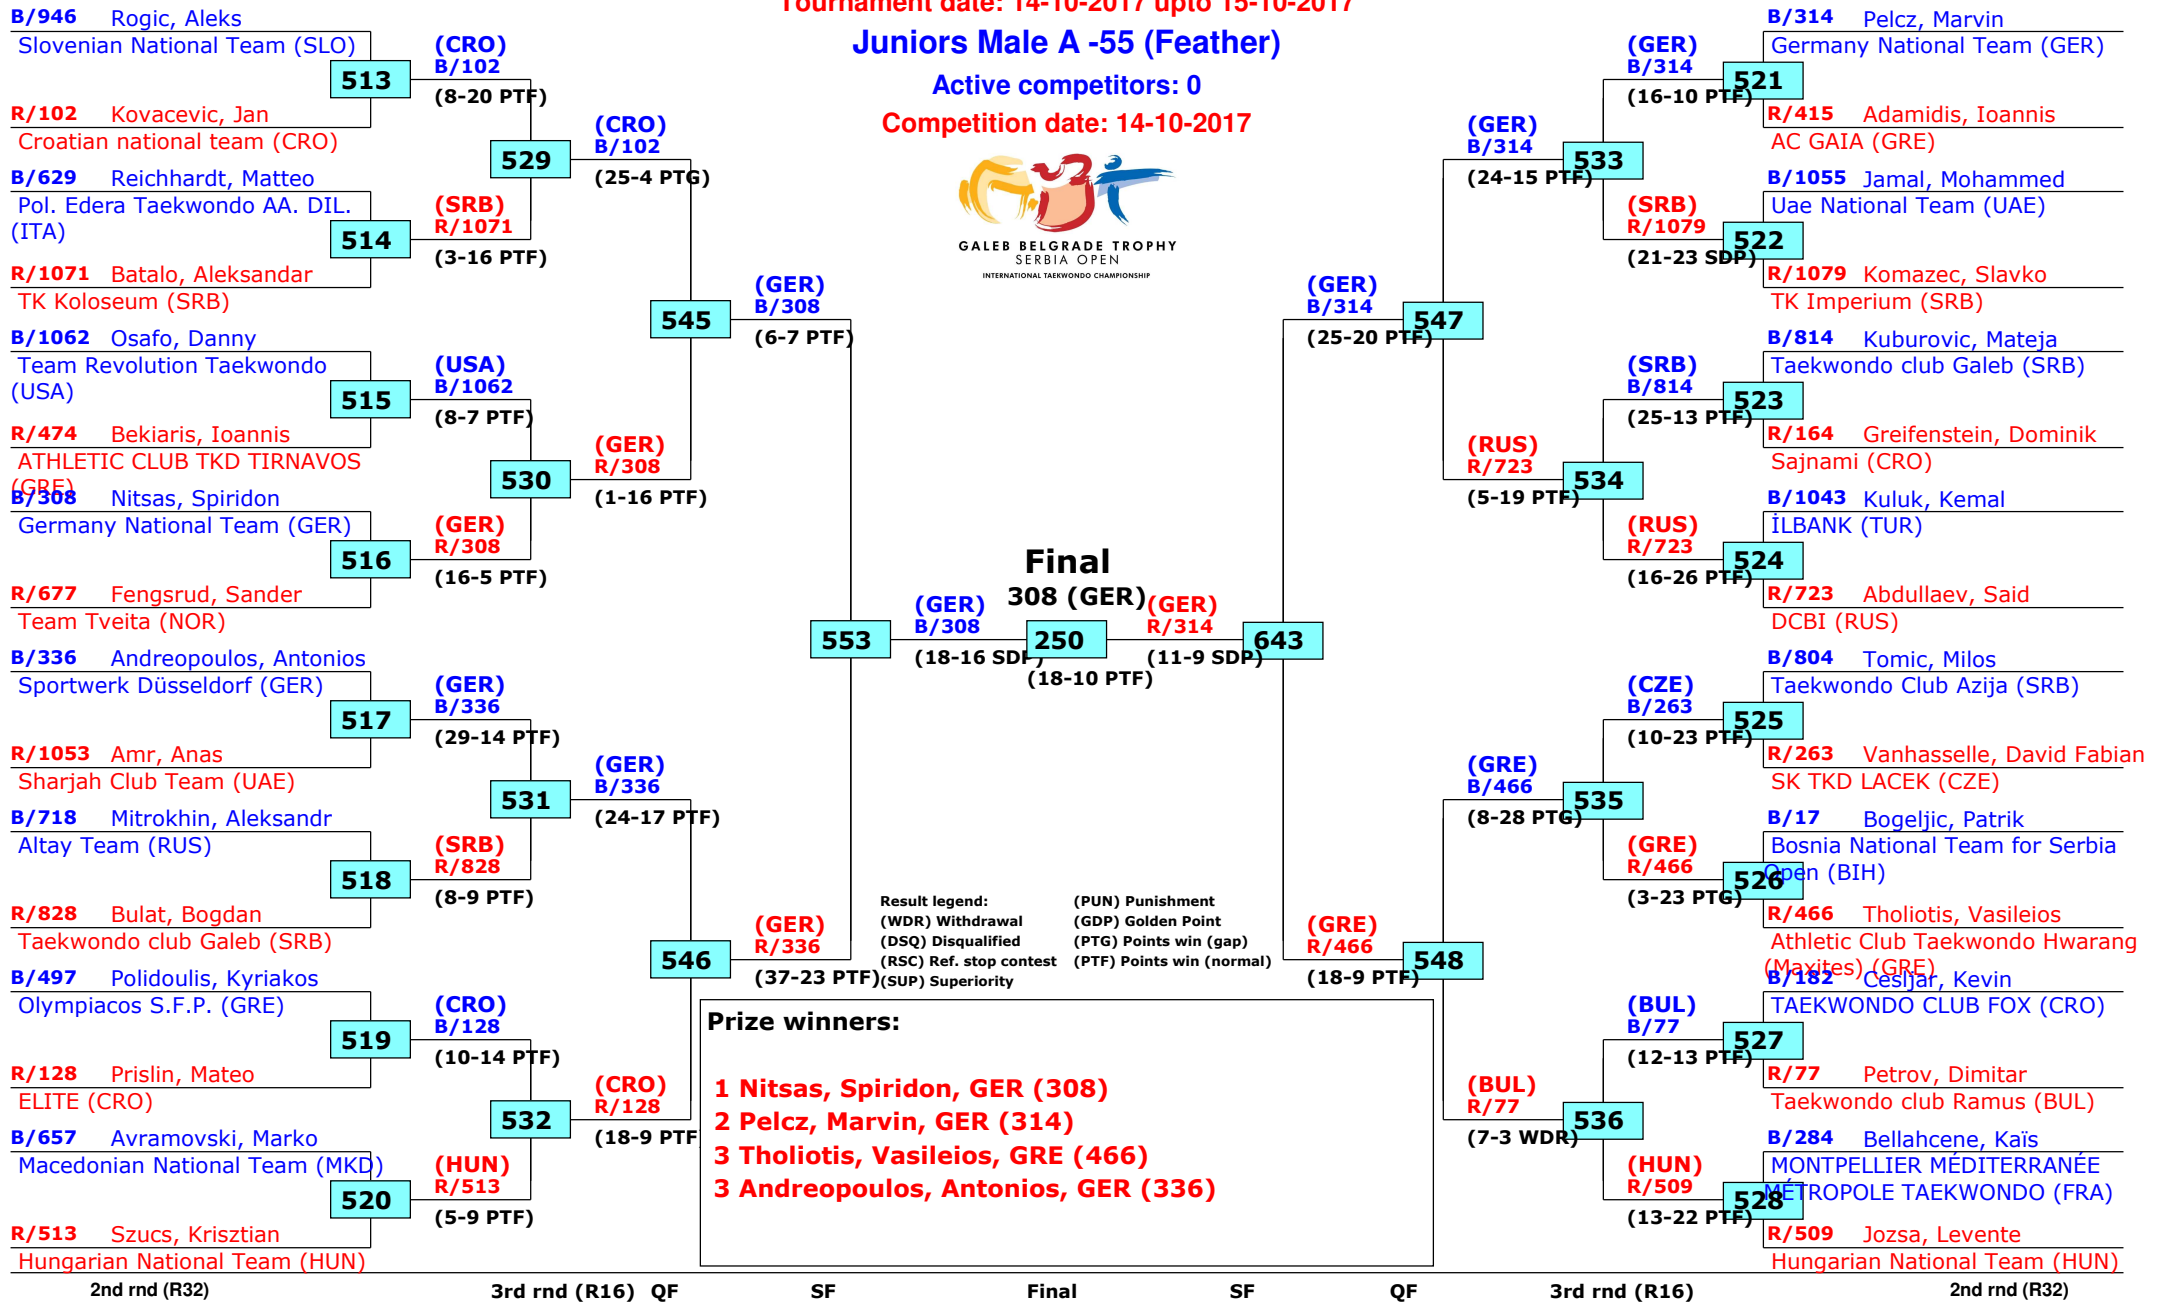 Tournament date: 14-10-2017 upto 15-10-2017
Juniors Male A -55 (Feather)
Active competitors: 0
Competition date: 14-10-2017
GALEB BELGRADE TROPHY
SERBIA OPEN
INTERNATIONAL TAEKWONDO CHAMPIONSHIP
B/946 Rogic, Aleks
Slovenian National Team (SLO)
513
R/102 Kovacevic, Jan
Croatian national team (CRO)
B/629 Reichhardt, Matteo
Pol. Edera Taekwondo AA. DIL.
(ITA)
514
R/1071 Batalo, Aleksandar
TK Koloseum (SRB)
B/1062 Osafo, Danny
Team Revolution Taekwondo
(USA)
515
R/474 Bekiaris, Ioannis
ATHLETIC CLUB TKD TIRNAVOS
(GRE)
B/308 Nitsas, Spiridon
Germany National Team (GER)
516
R/677 Fengsrud, Sander
Team Tveita (NOR)
B/336 Andreopoulos, Antonios
Sportwerk Düsseldorf (GER)
517
R/1053 Amr, Anas
Sharjah Club Team (UAE)
B/718 Mitrokhin, Aleksandr
Altay Team (RUS)
518
R/828 Bulat, Bogdan
Taekwondo club Galeb (SRB)
B/497 Polidoulis, Kyriakos
Olympiacos S.F.P. (GRE)
519
R/128 Prislin, Mateo
ELITE (CRO)
B/657 Avramovski, Marko
Macedonian National Team (MKD)
520
R/513 Szucs, Krisztian
Hungarian National Team (HUN)
(CRO)
B/102
(8-20 PTF)
529
(SRB)
R/1071
(3-16 PTF)
(USA)
B/1062
(8-7 PTF)
530
(GER)
R/308
(16-5 PTF)
(GER)
B/336
(29-14 PTF)
531
(SRB)
R/828
(8-9 PTF)
(CRO)
B/128
(10-14 PTF)
532
(HUN)
R/513
(5-9 PTF)
(CRO)
B/102
(25-4 PTG)
545
(GER)
R/308
(1-16 PTF)
(GER)
B/336
(24-17 PTF)
546
(CRO)
R/128
(18-9 PTF
(GER)
B/308
(6-7 PTF)
553
(GER)
R/336
(37-23 PTF)
(GER)
B/308
(18-16 SDP)
Final
308 (GER)
250
(18-10 PTF)
(GER)
R/314
(11-9 SDP)
643
(GER)
B/314
(25-20 PTF)
547
(GRE)
R/466
(18-9 PTF)
548
(GER)
B/314
(24-15 PTF)
533
(RUS)
R/723
(5-19 PTF)
534
(GRE)
B/466
(8-28 PTG)
535
(BUL)
R/77
(7-3 WDR)
536
(GER)
B/314
(16-10 PTF)
521
(SRB)
R/1079
(21-23 SDP)
522
(SRB)
B/814
(25-13 PTF)
523
(RUS)
R/723
(16-26 PTF)
524
(CZE)
B/263
(10-23 PTF)
525
(GRE)
R/466
(3-23 PTG)
526
(BUL)
B/77
(12-13 PTF)
527
(HUN)
R/509
(13-22 PTF)
528
B/314 Pelcz, Marvin
Germany National Team (GER)
R/415 Adamidis, Ioannis
AC GAIA (GRE)
B/1055 Jamal, Mohammed
Uae National Team (UAE)
R/1079 Komazec, Slavko
TK Imperium (SRB)
B/814 Kuburovic, Mateja
Taekwondo club Galeb (SRB)
R/164 Greifenstein, Dominik
Sajnami (CRO)
B/1043 Kuluk, Kemal
İLBANK (TUR)
R/723 Abdullaev, Said
DCBI (RUS)
B/804 Tomic, Milos
Taekwondo Club Azija (SRB)
R/263 Vanhasselle, David Fabian
SK TKD LACEK (CZE)
B/17 Bogeljic, Patrik
Bosnia National Team for Serbia
Open (BIH)
R/466 Tholiotis, Vasileios
Athletic Club Taekwondo Hwarang
(Maxites) (GRE)
B/182 Cesljar, Kevin
TAEKWONDO CLUB FOX (CRO)
R/77 Petrov, Dimitar
Taekwondo club Ramus (BUL)
B/284 Bellahcene, Kaïs
MONTPELLIER MÉDITERRANÉE
MÉTROPOLE TAEKWONDO (FRA)
R/509 Jozsa, Levente
Hungarian National Team (HUN)
Result legend: (PUN) Punishment
(WDR) Withdrawal (GDP) Golden Point
(DSQ) Disqualified (PTG) Points win (gap)
(RSC) Ref. stop contest (PTF) Points win (normal)
(SUP) Superiority
Prize winners:
1 Nitsas, Spiridon, GER (308)
2 Pelcz, Marvin, GER (314)
3 Tholiotis, Vasileios, GRE (466)
3 Andreopoulos, Antonios, GER (336)
2nd rnd (R32) 3rd rnd (R16) QF SF Final SF QF 3rd rnd (R16) 2nd rnd (R32)